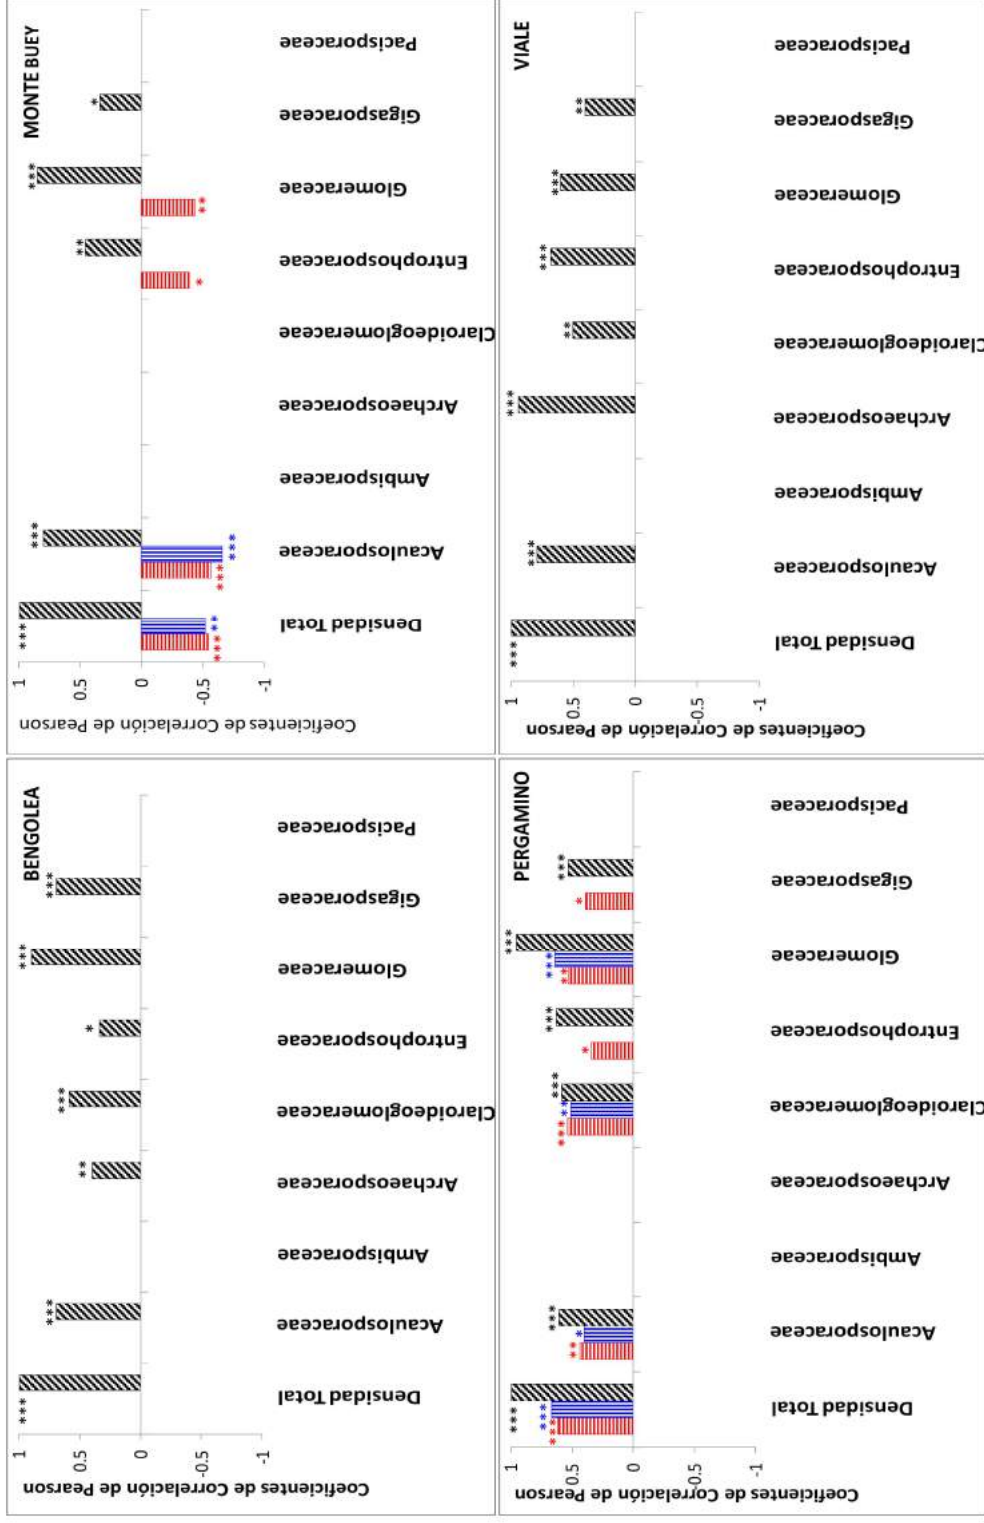 BENGOLEA
Coeficientes de Correlación de Pearson
1
0.5
0
-0.5
-1
***
***
**
***
*
***
***
Densidad Total
Acaulosporaceae
Ambisporaceae
Archaeosporaceae
Claroideoglomeraceae
Entrophosporaceae
Glomeraceae
Gigasporaceae
Pacisporaceae
MONTE BUEY
Coeficientes de Correlación de Pearson
1
0.5
0
-0.5
-1
***
***
**
***
***
***
**
*
***
**
*
Densidad Total
Acaulosporaceae
Ambisporaceae
Archaeosporaceae
Claroideoglomeraceae
Entrophosporaceae
Glomeraceae
Gigasporaceae
Pacisporaceae
PERGAMINO
Coeficientes de Correlación de Pearson
1
0.5
0
-0.5
-1
***
***
***
**
*
***
***
**
***
*
***
**
***
***
*
***
Densidad Total
Acaulosporaceae
Ambisporaceae
Archaeosporaceae
Claroideoglomeraceae
Entrophosporaceae
Glomeraceae
Gigasporaceae
Pacisporaceae
VIALE
Coeficientes de Correlación de Pearson
1
0.5
0
-0.5
-1
***
***
***
**
***
***
**
Densidad Total
Acaulosporaceae
Ambisporaceae
Archaeosporaceae
Claroideoglomeraceae
Entrophosporaceae
Glomeraceae
Gigasporaceae
Pacisporaceae